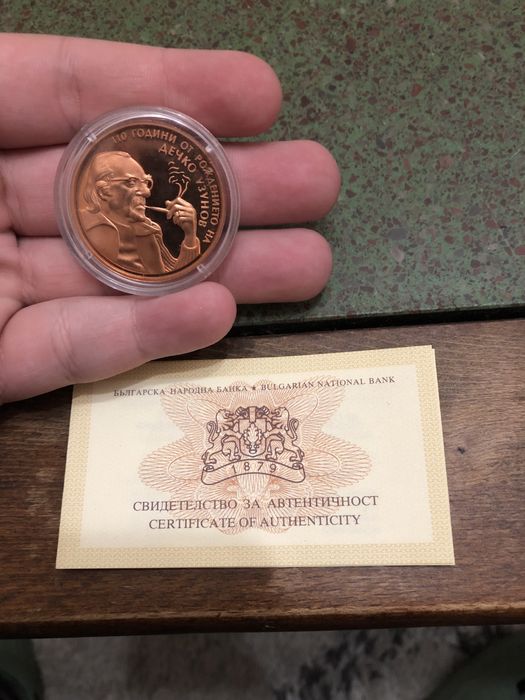 110 ГОДИНИ ОТ РОЖДЕНИЕТО НА
ДЕЧКО УЗУНОВ
БЪЛГАРСКА НАРОДНА БАНКА ★ BULGARIAN NATIONAL BANK
1879
СВИДЕТЕЛСТВО ЗА АВТЕНТИЧНОСТ
CERTIFICATE OF AUTHENTICITY